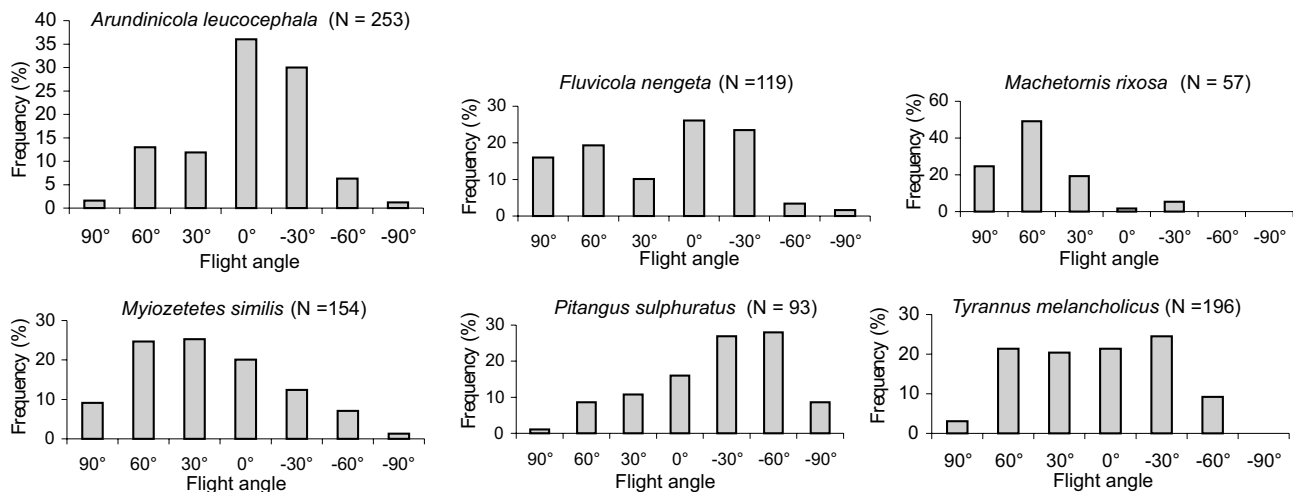 Arundinicola leucocephala (N = 253)
Frequency (%)
40
35
30
25
20
15
10
5
0
90° 60° 30° 0° -30° -60° -90°
Flight angle
Fluvicola nengeta (N =119)
Frequency (%)
30
20
10
0
90° 60° 30° 0° -30° -60° -90°
Flight angle
Machetornis rixosa (N = 57)
Frequency (%)
60
40
20
0
90° 60° 30° 0° -30° -60° -90°
Flight angle
Myiozetetes similis (N =154)
Frequency (%)
30
20
10
0
90° 60° 30° 0° -30° -60° -90°
Flight angle
Pitangus sulphuratus (N = 93)
Frequency (%)
30
20
10
0
90° 60° 30° 0° -30° -60° -90°
Flight angle
Tyrannus melancholicus (N =196)
Frequency (%)
30
20
10
0
90° 60° 30° 0° -30° -60° -90°
Flight angle